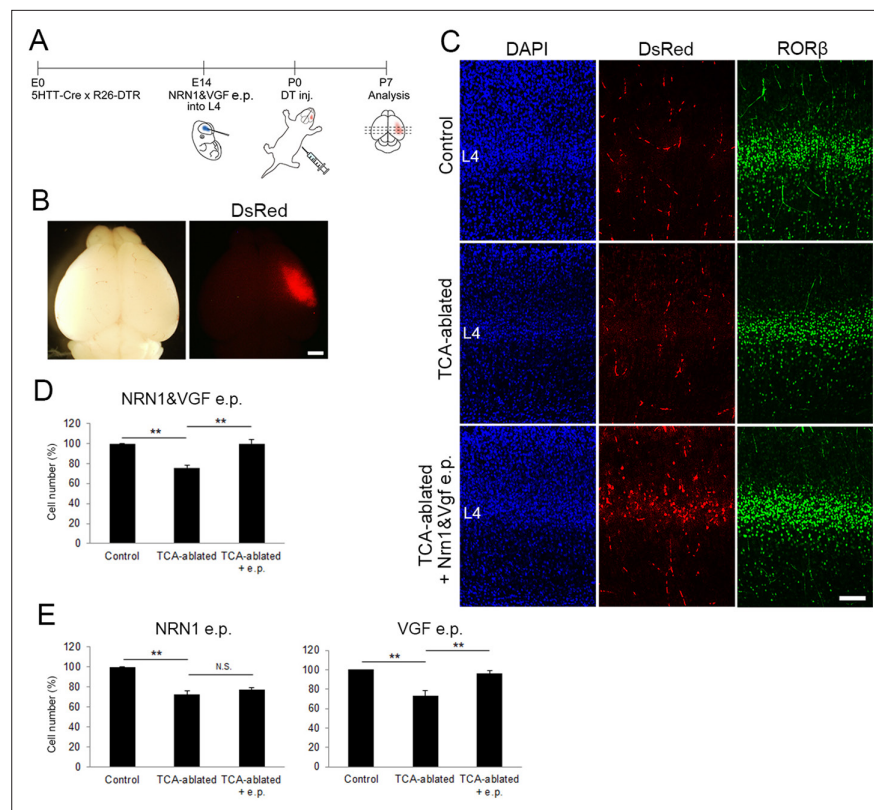 A
E0
E14
P0
P7
5HTT-Cre x R26-DTR
NRN1&VGF e.p.
into L4
DT inj.
Analysis
B
DsRed
C
DAPI
DsRed
RORβ
Control
L4
TCA-ablated
L4
TCA-ablated
+ Nrn1&Vgf e.p.
L4
D
NRN1&VGF e.p.
Cell number (%)
120
100
80
60
40
20
0
**
**
Control
TCA-ablated
TCA-ablated
+ e.p.
E
NRN1 e.p.
Cell number (%)
120
100
80
60
40
20
0
**
N.S.
Control
TCA-ablated
TCA-ablated
+ e.p.
VGF e.p.
120
100
80
60
40
20
0
**
**
Control
TCA-ablated
TCA-ablated
+ e.p.